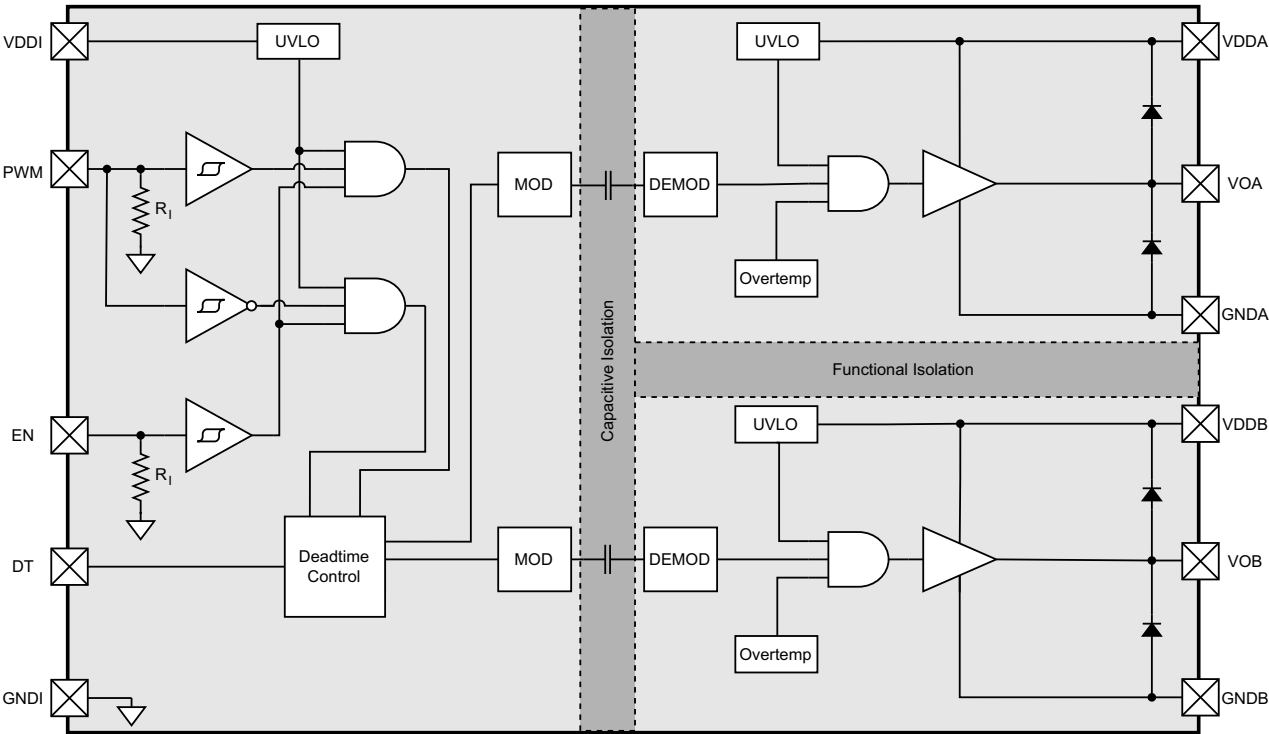 VDDI
UVLO
UVLO
VDDA
PWM
RI
MOD
DEMOD
VOA
Overtemp
GNDA
Capacitive Isolation
Functional Isolation
EN
RI
UVLO
VDDB
DT
Deadtime
Control
MOD
DEMOD
VOB
Overtemp
GNDI
GNDB